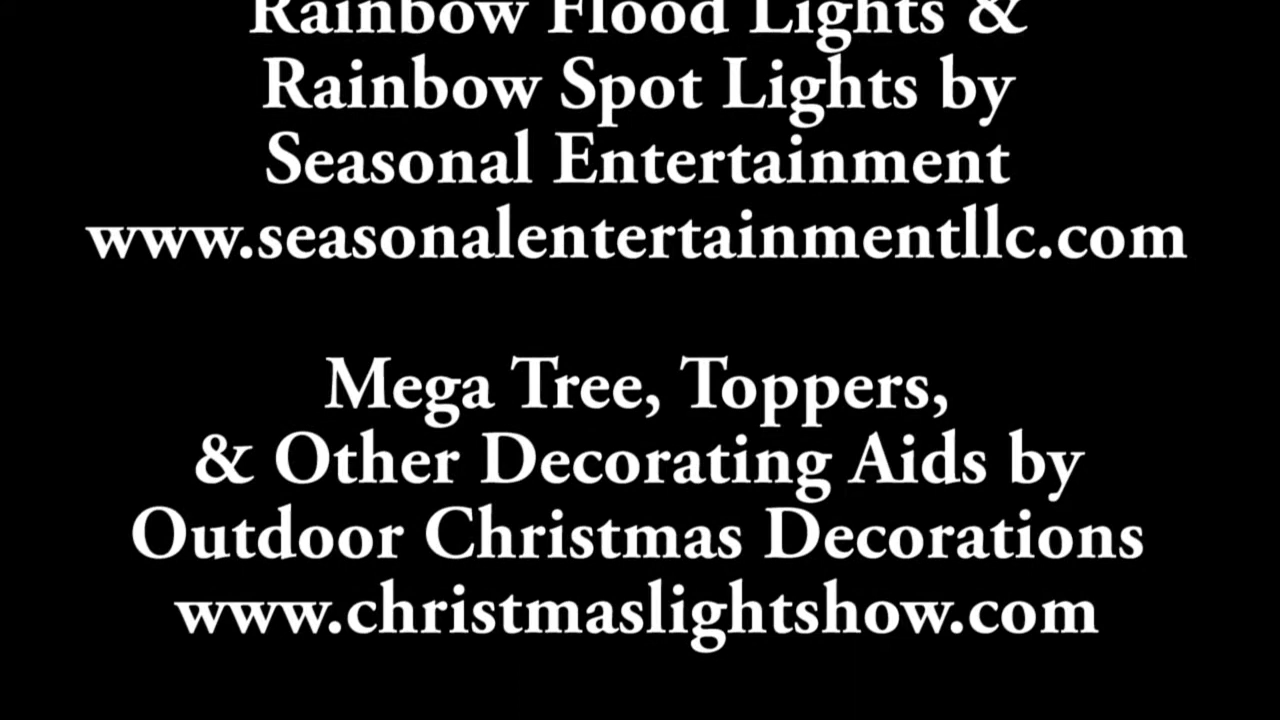 Rainbow Flood Lights &
Rainbow Spot Lights by
Seasonal Entertainment
www.seasonalentertainmentllc.com
Mega Tree, Toppers,
& Other Decorating Aids by
Outdoor Christmas Decorations
www.christmaslightshow.com